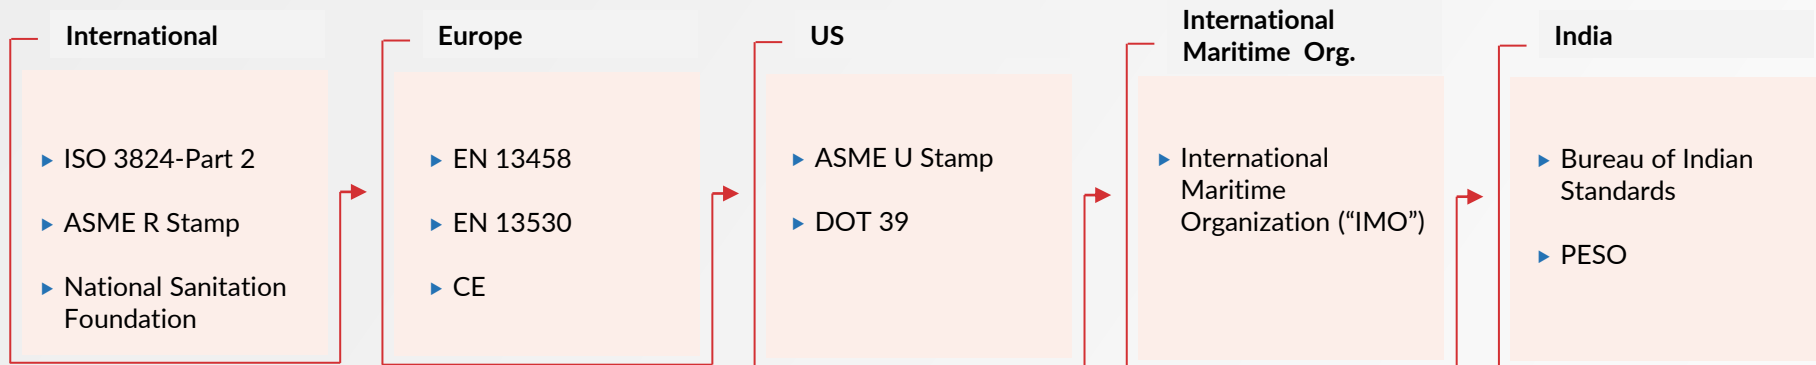 International
ISO 3824-Part 2
ASME R Stamp
National Sanitation
Foundation
Europe
EN 13458
EN 13530
CE
US
ASME U Stamp
DOT 39
International
Maritime Org.
International
Maritime
Organization (“IMO”)
India
Bureau of Indian
Standards
PESO